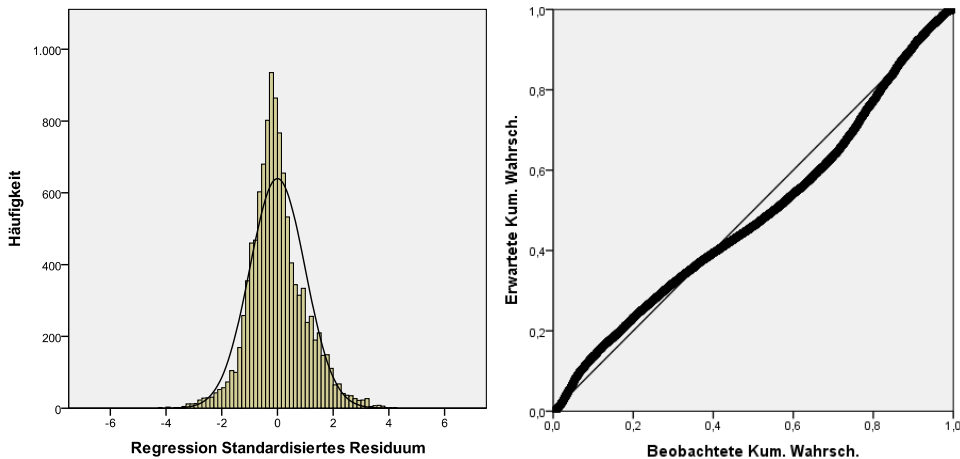 Häufigkeit
1.000
800
600
400
200
0
-6 -4 -2 0 2 4 6
Regression Standardisiertes Residuum
Erwartete Kum. Wahrsch.
1,0
0,8
0,6
0,4
0,2
0,0
0,0 0,2 0,4 0,6 0,8 1,0
Beobachtete Kum. Wahrsch.